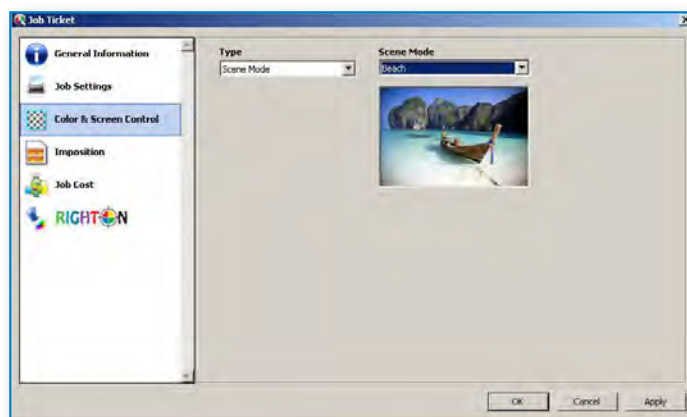 Job Ticket
General Information
Job Settings
Color & Screen Control
Imposition
Job Cost
RIGHTON
Type
Scene Mode
Scene Mode
Beach
OK
Cancel
Apply